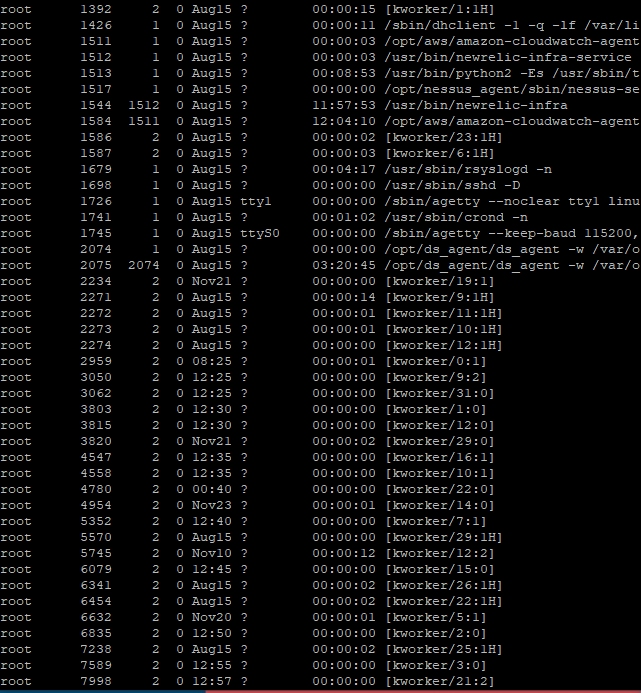 root 1392 2 0 Aug15 ? 00:00:15 [kworker/1:1H]
root 1426 1 0 Aug15 ? 00:00:11 /sbin/dhclient -1 -q -lf /var/li
root 1511 1 0 Aug15 ? 00:00:03 /opt/aws/amazon-cloudwatch-agent
root 1512 1 0 Aug15 ? 00:00:03 /usr/bin/newrelic-infra-service
root 1513 1 0 Aug15 ? 00:08:53 /usr/bin/python2 -Es /usr/sbin/t
root 1517 1 0 Aug15 ? 00:00:00 /opt/nessus_agent/sbin/nessus-se
root 1544 1512 0 Aug15 ? 11:57:53 /usr/bin/newrelic-infra
root 1584 1511 0 Aug15 ? 12:04:10 /opt/aws/amazon-cloudwatch-agent
root 1586 2 0 Aug15 ? 00:00:02 [kworker/23:1H]
root 1587 2 0 Aug15 ? 00:00:03 [kworker/6:1H]
root 1679 1 0 Aug15 ? 00:04:17 /usr/sbin/rsyslogd -n
root 1698 1 0 Aug15 ? 00:00:00 /usr/sbin/sshd -D
root 1726 1 0 Aug15 tty1 00:00:00 /sbin/agetty --noclear tty1 linu
root 1741 1 0 Aug15 ? 00:01:02 /usr/sbin/crond -n
root 1745 1 0 Aug15 ttyS0 00:00:00 /sbin/agetty --keep-baud 115200,
root 2074 1 0 Aug15 ? 00:00:00 /opt/ds_agent/ds_agent -w /var/o
root 2075 2074 0 Aug15 ? 03:20:45 /opt/ds_agent/ds_agent -w /var/o
root 2234 2 0 Nov21 ? 00:00:00 [kworker/19:1]
root 2271 2 0 Aug15 ? 00:00:14 [kworker/9:1H]
root 2272 2 0 Aug15 ? 00:00:01 [kworker/11:1H]
root 2273 2 0 Aug15 ? 00:00:01 [kworker/10:1H]
root 2274 2 0 Aug15 ? 00:00:00 [kworker/12:1H]
root 2959 2 0 08:25 ? 00:00:01 [kworker/0:1]
root 3050 2 0 12:25 ? 00:00:00 [kworker/9:2]
root 3062 2 0 12:25 ? 00:00:00 [kworker/31:0]
root 3803 2 0 12:30 ? 00:00:00 [kworker/1:0]
root 3815 2 0 12:30 ? 00:00:00 [kworker/12:0]
root 3820 2 0 Nov21 ? 00:00:02 [kworker/29:0]
root 4547 2 0 12:35 ? 00:00:00 [kworker/16:1]
root 4558 2 0 12:35 ? 00:00:00 [kworker/10:1]
root 4780 2 0 00:40 ? 00:00:00 [kworker/22:0]
root 4954 2 0 Nov23 ? 00:00:01 [kworker/14:0]
root 5352 2 0 12:40 ? 00:00:00 [kworker/7:1]
root 5570 2 0 Aug15 ? 00:00:00 [kworker/29:1H]
root 5745 2 0 Nov10 ? 00:00:12 [kworker/12:2]
root 6079 2 0 12:45 ? 00:00:00 [kworker/15:0]
root 6341 2 0 Aug15 ? 00:00:02 [kworker/26:1H]
root 6454 2 0 Aug15 ? 00:00:02 [kworker/22:1H]
root 6632 2 0 Nov20 ? 00:00:01 [kworker/5:1]
root 6835 2 0 12:50 ? 00:00:00 [kworker/2:0]
root 7238 2 0 Aug15 ? 00:00:02 [kworker/25:1H]
root 7589 2 0 12:55 ? 00:00:00 [kworker/3:0]
root 7998 2 0 12:57 ? 00:00:00 [kworker/21:2]